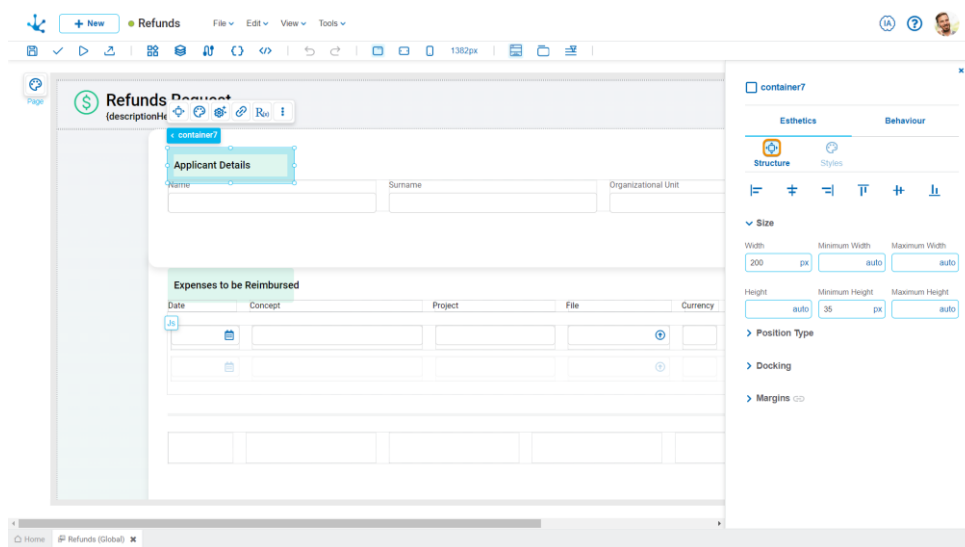 + New
Refunds
File
Edit
View
Tools
IA
?
1382px
Page
Refunds Request
{descriptionHe
R(x)
container7
Applicant Details
Name
Surname
Organizational Unit
Expenses to be Reimbursed
Date
Concept
Project
File
Currency
Js
container7
Esthetics
Behaviour
Structure
Styles
Size
Width
Minimum Width
Maximum Width
200 px
auto
auto
Height
Minimum Height
Maximum Height
auto
35 px
auto
Position Type
Docking
Margins
Home
Refunds (Global)